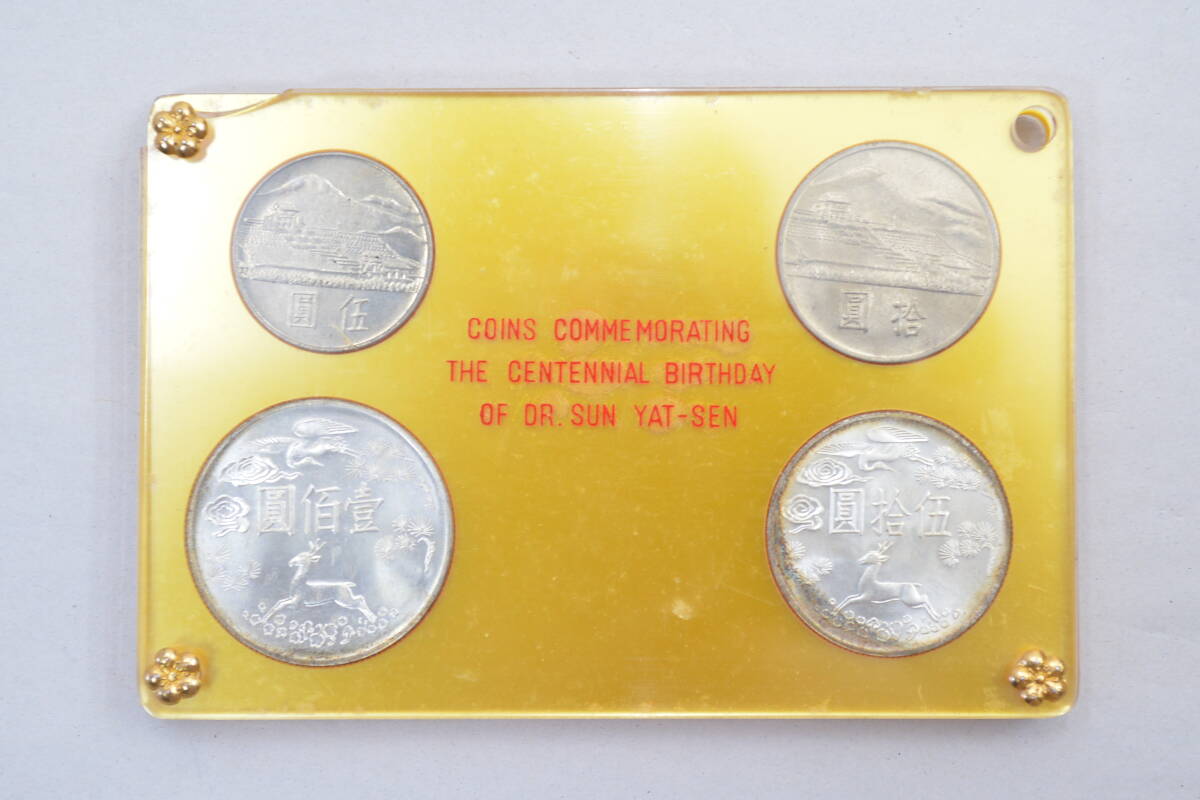 圓 伍
圓 拾
COINS COMMEMORATING
THE CENTENNIAL BIRTHDAY
OF DR. SUN YAT-SEN
圓佰壹
圓拾伍